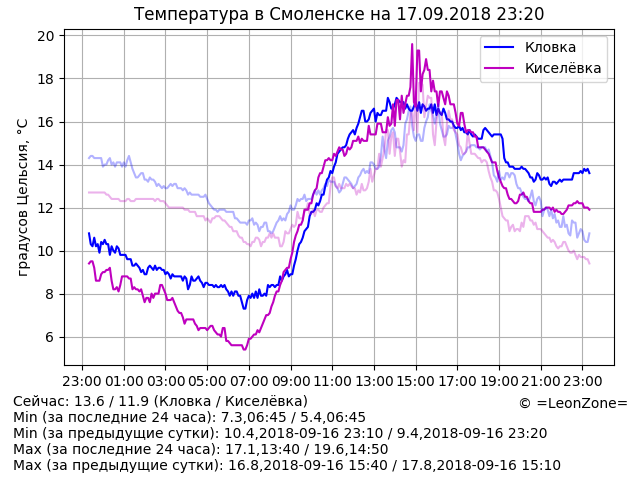 Температура в Смоленске на 17.09.2018 23:20
градусов Цельсия, °C
20
18
16
14
12
10
8
6
Кловка
Киселёвка
23:00 01:00 03:00 05:00 07:00 09:00 11:00 13:00 15:00 17:00 19:00 21:00 23:00
Сейчас: 13.6 / 11.9 (Кловка / Киселёвка)
© =LeonZone=
Min (за последние 24 часа): 7.3,06:45 / 5.4,06:45
Min (за предыдущие сутки): 10.4,2018-09-16 23:10 / 9.4,2018-09-16 23:20
Max (за последние 24 часа): 17.1,13:40 / 19.6,14:50
Max (за предыдущие сутки): 16.8,2018-09-16 15:40 / 17.8,2018-09-16 15:10